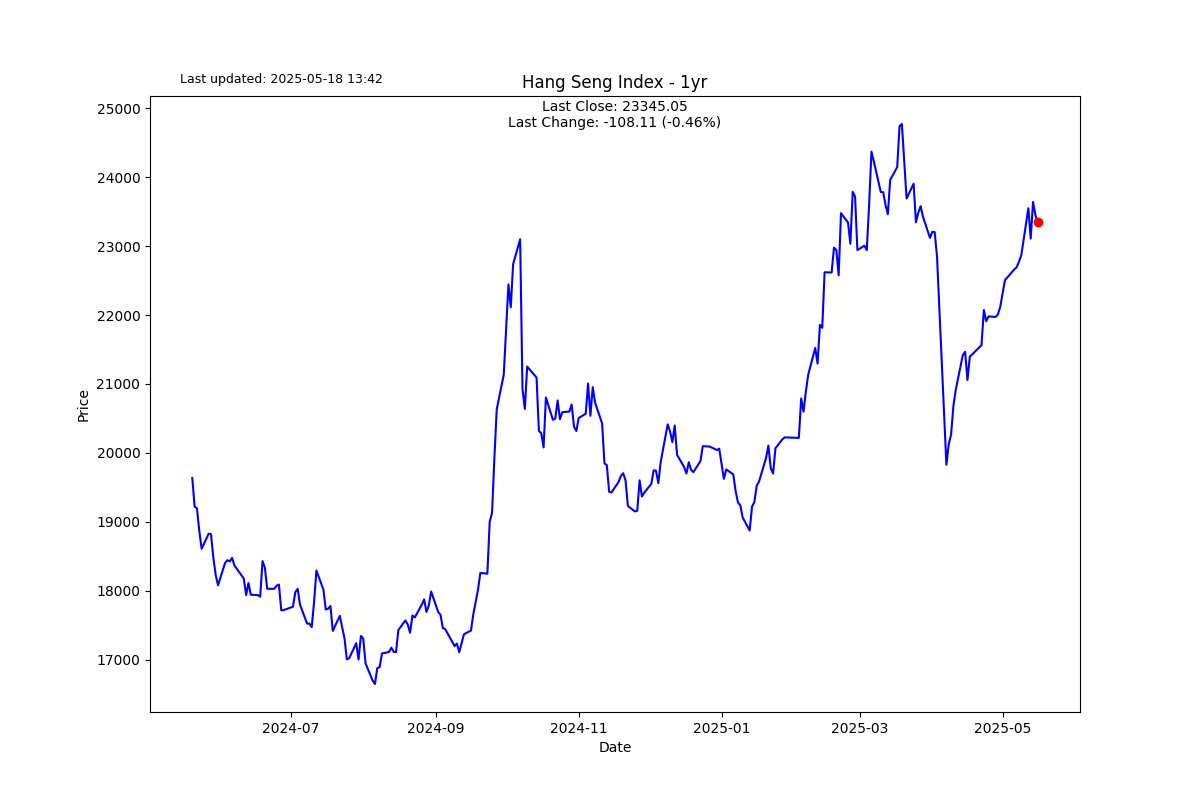 Last updated: 2025-05-18 13:42
Hang Seng Index - 1yr
Last Close: 23345.05
Last Change: -108.11 (-0.46%)
25000
24000
23000
22000
21000
20000
19000
18000
17000
Price
2024-07
2024-09
2024-11
2025-01
2025-03
2025-05
Date